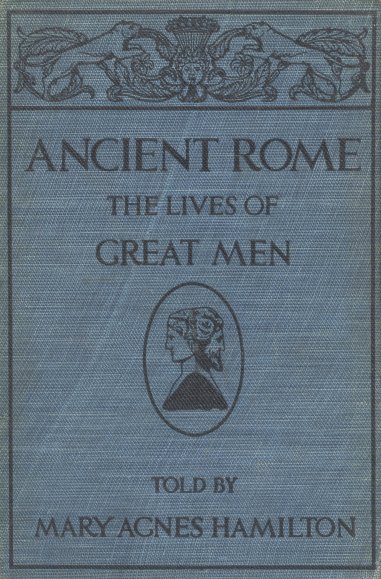 ANCIENT ROME
THE LIVES OF
GREAT MEN
TOLD BY
MARY AGNES HAMILTON